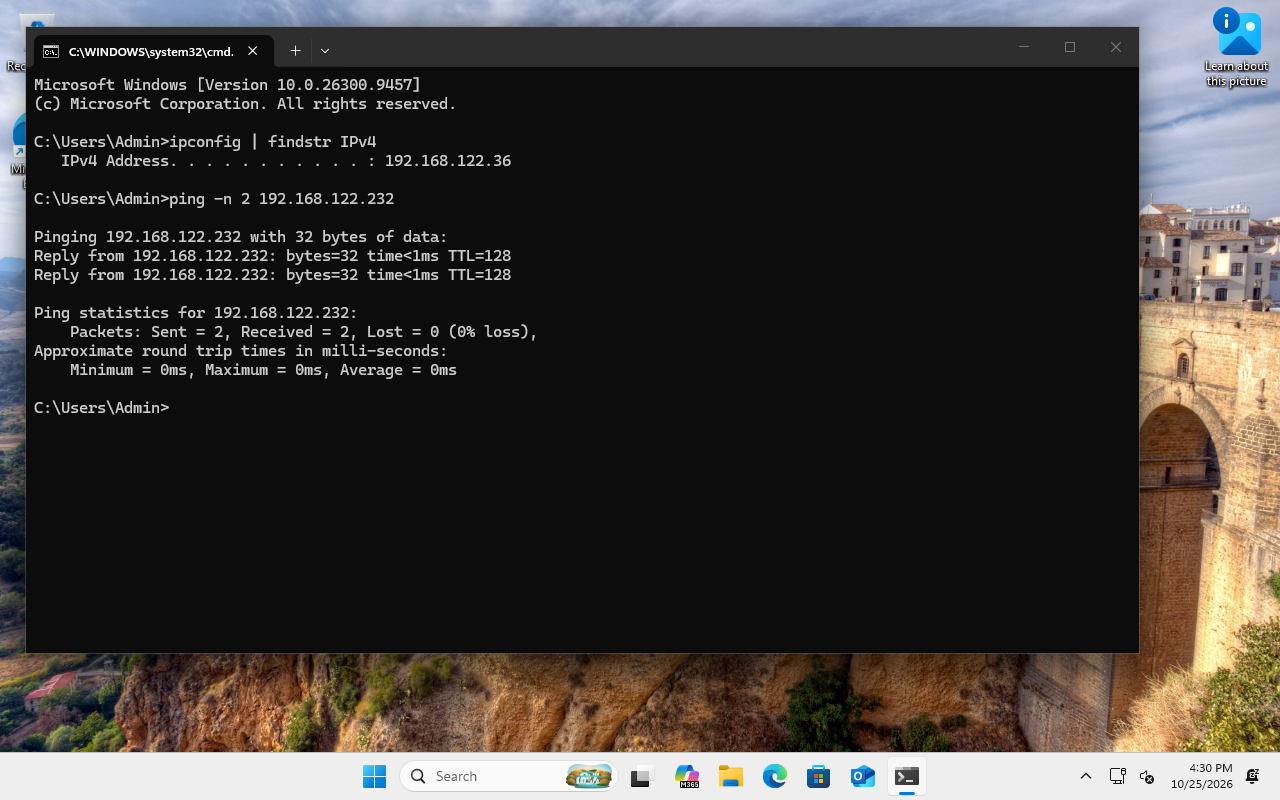 C:\WINDOWS\system32\cmd.
Learn about
this picture
Microsoft Windows [Version 10.0.26300.9457]
(c) Microsoft Corporation. All rights reserved.
C:\Users\Admin>ipconfig | findstr IPv4
IPv4 Address. . . . . . . . . . . : 192.168.122.36
C:\Users\Admin>ping -n 2 192.168.122.232
Pinging 192.168.122.232 with 32 bytes of data:
Reply from 192.168.122.232: bytes=32 time<1ms TTL=128
Reply from 192.168.122.232: bytes=32 time<1ms TTL=128
Ping statistics for 192.168.122.232:
Packets: Sent = 2, Received = 2, Lost = 0 (0% loss),
Approximate round trip times in milli-seconds:
Minimum = 0ms, Maximum = 0ms, Average = 0ms
C:\Users\Admin>
Search
M365
4:30 PM
10/25/2026